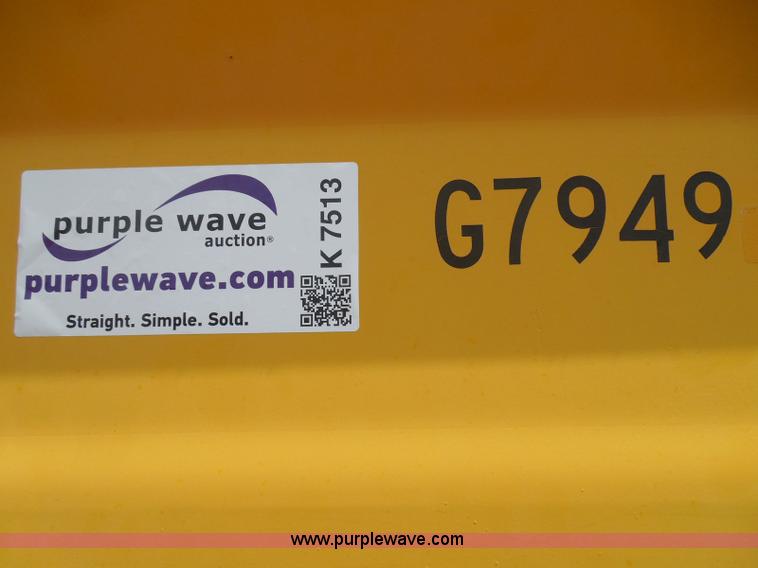 purple wave
auction®
purplewave.com
Straight. Simple. Sold.
K 7513
G7949
www.purplewave.com